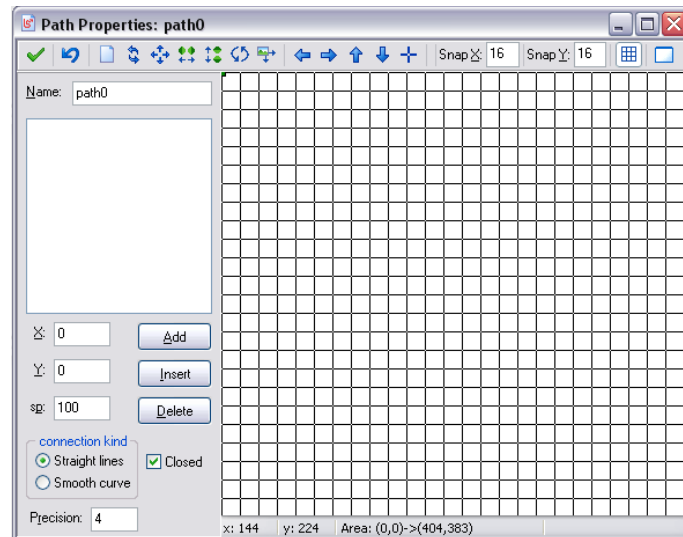 Path Properties: path0
Snap X: 16 Snap Y: 16
Name: path0
X: 0 Add
Y: 0 Insert
sp: 100 Delete
connection kind
Straight lines Closed
Smooth curve
Precision: 4
x: 144 y: 224 Area: (0,0)->(404,383)